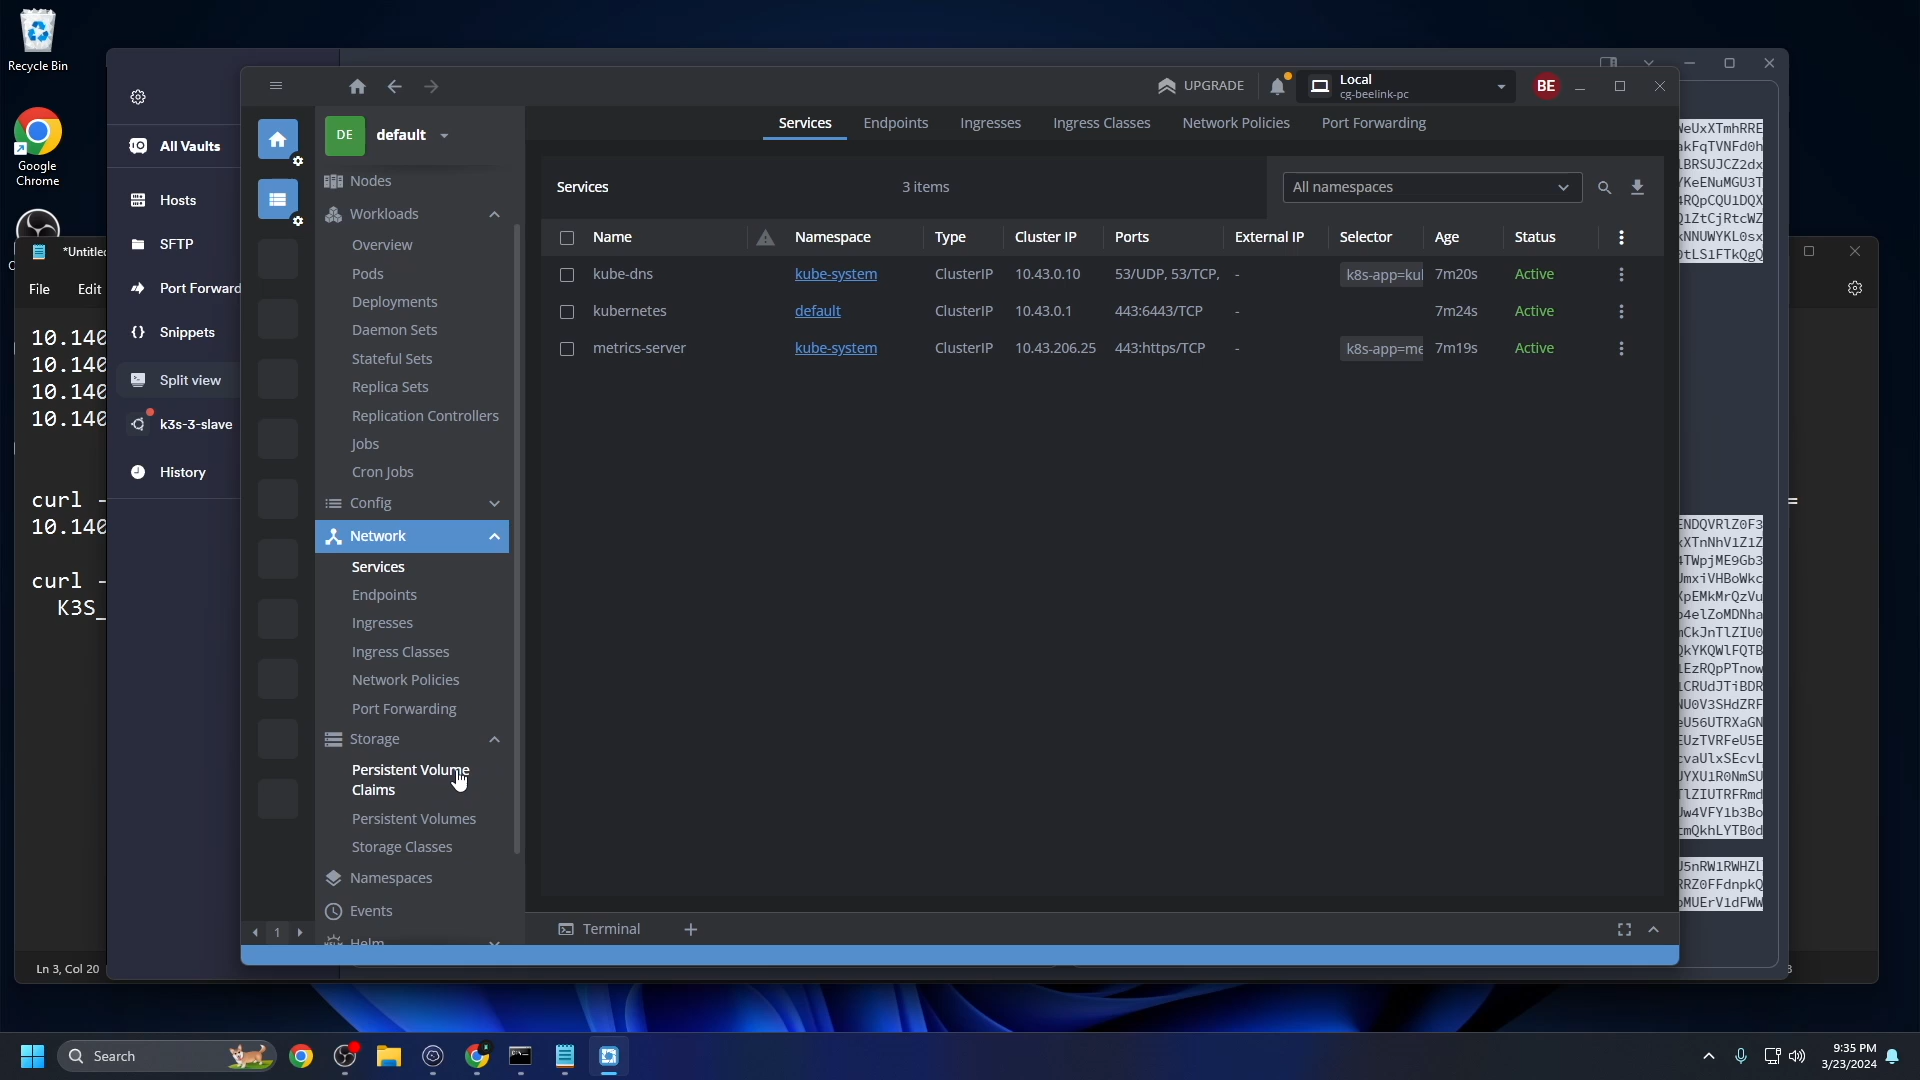 Recycle Bin
Google
Chrome
*Untitle
File Edit
10.140
10.140
10.140
10.140
curl -
10.140
curl -
K3S_
Ln 3, Col 20
All Vaults
Hosts
SFTP
Port Forward
Snippets
Split view
k3s-3-slave
History
UPGRADE
Local
cg-beelink-pc
BE
DE default
Nodes
Workloads
Overview
Pods
Deployments
Daemon Sets
Stateful Sets
Replica Sets
Replication Controllers
Jobs
Cron Jobs
Config
Network
Services
Endpoints
Ingresses
Ingress Classes
Network Policies
Port Forwarding
Storage
Persistent Volume
Claims
Persistent Volumes
Storage Classes
Namespaces
Events
Helm
1
Services Endpoints Ingresses Ingress Classes Network Policies Port Forwarding
Services 3 items All namespaces
Name Namespace Type Cluster IP Ports External IP Selector Age Status
kube-dns kube-system ClusterIP 10.43.0.10 53/UDP, 53/TCP, - k8s-app=kul 7m20s Active
kubernetes default ClusterIP 10.43.0.1 443:6443/TCP - 7m24s Active
metrics-server kube-system ClusterIP 10.43.206.25 443:https/TCP - k8s-app=me 7m19s Active
Terminal +
=
Search
9:35 PM
3/23/2024